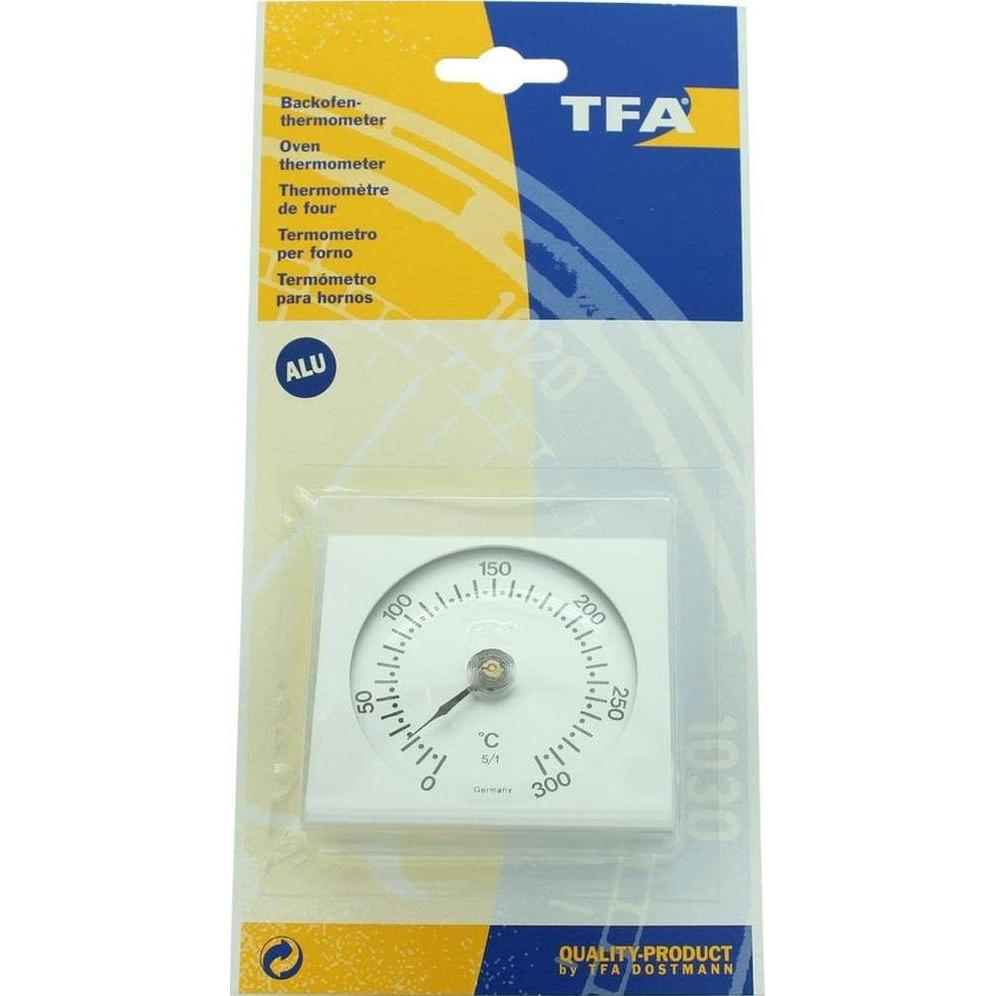 Backofen-
thermometer
Oven
thermometer
Thermomètre
de four
Termometro
per forno
Termómetro
para hornos
TFA®
ALU
1020
1030
0
50
100
150
200
250
300
°C
5/1
Germany
QUALITY-PRODUCT
by TFA DOSTMANN